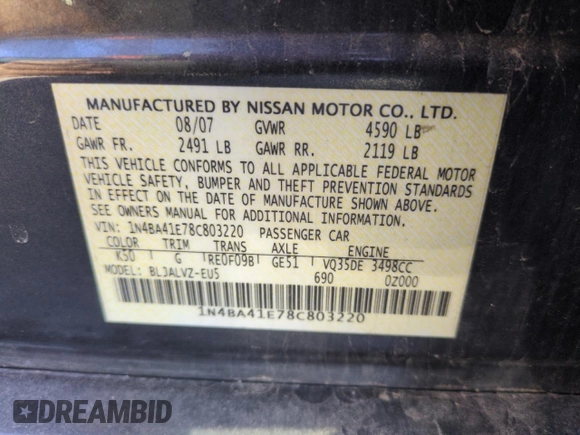 MANUFACTURED BY NISSAN MOTOR CO., LTD.
DATE 08/07 GVWR 4590 LB
GAWR FR. 2491 LB GAWR RR. 2119 LB
THIS VEHICLE CONFORMS TO ALL APPLICABLE FEDERAL MOTOR
VEHICLE SAFETY, BUMPER AND THEFT PREVENTION STANDARDS
IN EFFECT ON THE DATE OF MANUFACTURE SHOWN ABOVE.
SEE OWNERS MANUAL FOR ADDITIONAL INFORMATION.
VIN: 1N4BA41E78C803220 PASSENGER CAR
COLOR TRIM TRANS AXLE ENGINE
K50 G RE0F09B GE51 VQ35DE 3498CC
MODEL: BLJALVZ-EU5 690 0Z000
1N4BA41E78C803220
DREAMBID